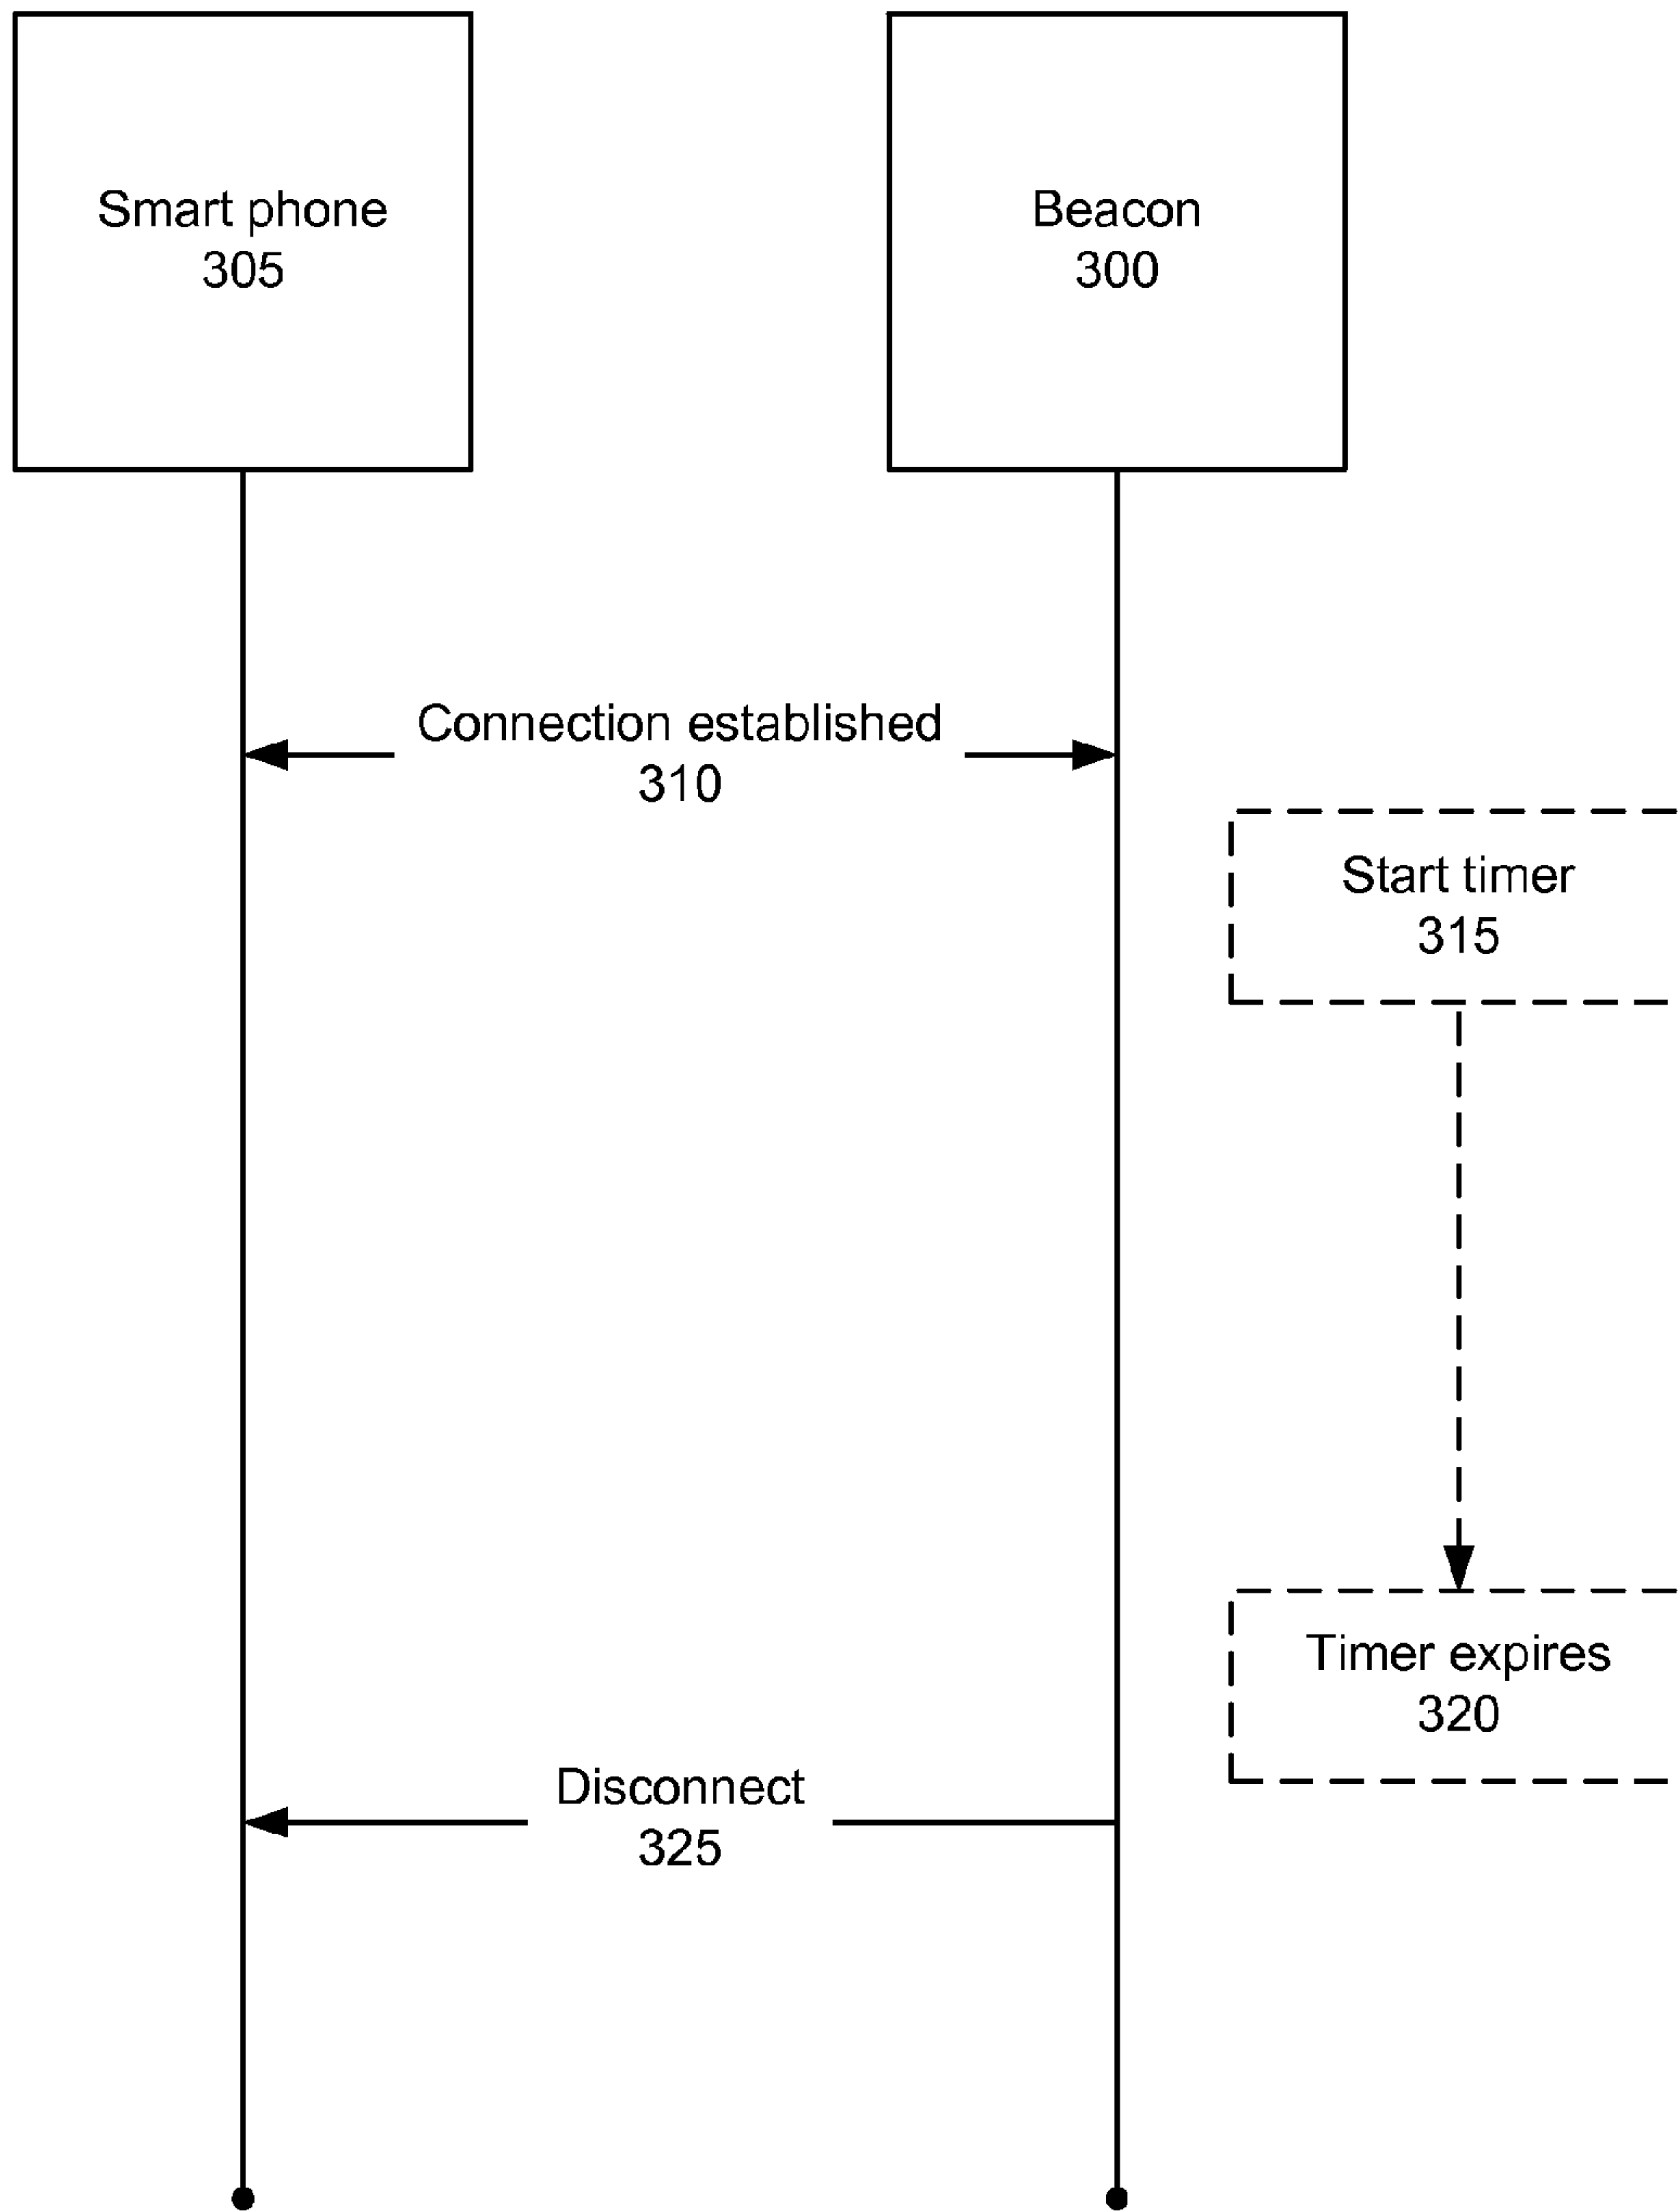 Smart phone
305
Beacon
300
Connection established
310
Start timer
315
Timer expires
320
Disconnect
325